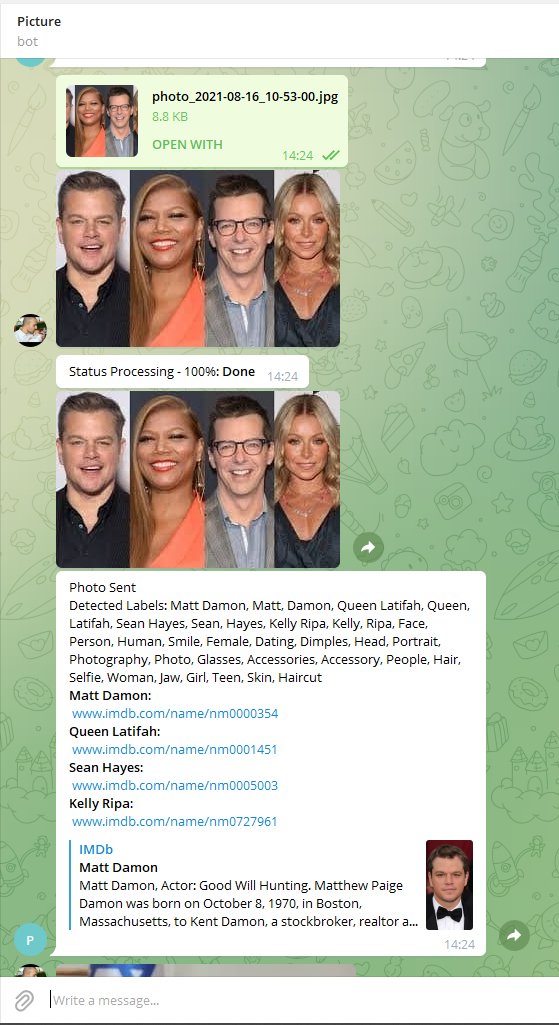 Picture
bot
photo_2021-08-16_10-53-00.jpg
8.8 KB
OPEN WITH
14:24
Status Processing - 100%: Done
14:24
Photo Sent
Detected Labels: Matt Damon, Matt, Damon, Queen Latifah, Queen,
Latifah, Sean Hayes, Sean, Hayes, Kelly Ripa, Kelly, Ripa, Face,
Person, Human, Smile, Female, Dating, Dimples, Head, Portrait,
Photography, Photo, Glasses, Accessories, Accessory, People, Hair,
Selfie, Woman, Jaw, Girl, Teen, Skin, Haircut
Matt Damon:
www.imdb.com/name/nm0000354
Queen Latifah:
www.imdb.com/name/nm0001451
Sean Hayes:
www.imdb.com/name/nm0005003
Kelly Ripa:
www.imdb.com/name/nm0727961
IMDb
Matt Damon
Matt Damon, Actor: Good Will Hunting. Matthew Paige
Damon was born on October 8, 1970, in Boston,
Massachusetts, to Kent Damon, a stockbroker, realtor a...
14:24
P
Write a message...